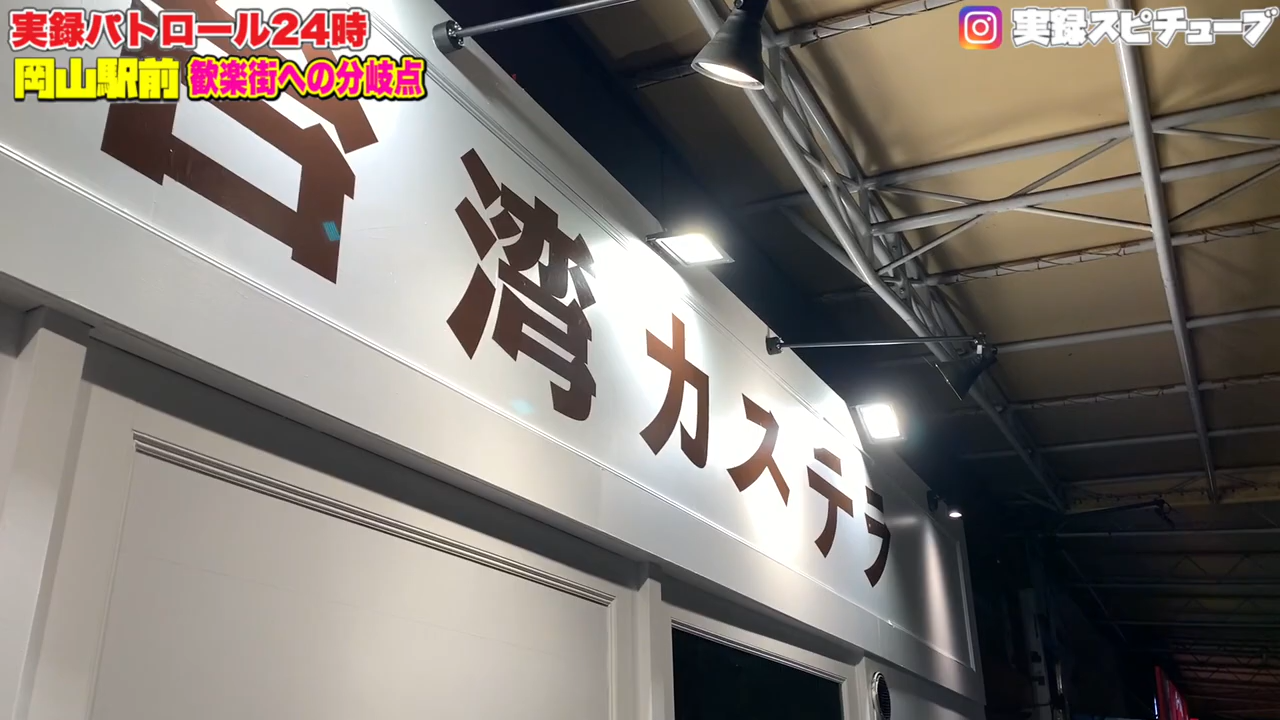 実録パトロール24時
岡山駅前 歓楽街への分岐点
実録スピチューブ
台湾カステラ